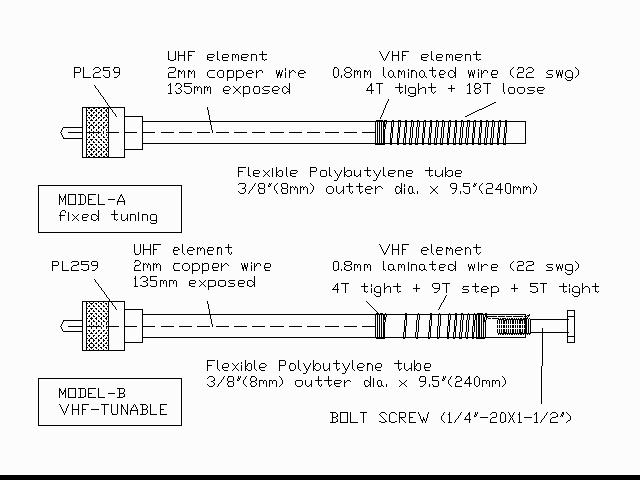 UHF element
2mm copper wire
135mm exposed
VHF element
0.8mm laminated wire (22 swg)
4T tight + 18T loose
PL259
Flexible Polybutylene tube
3/8"(8mm) outter dia. x 9.5"(240mm)
MODEL-A
fixed tuning
UHF element
2mm copper wire
135mm exposed
VHF element
0.8mm laminated wire (22 swg)
4T tight + 9T step + 5T tight
PL259
Flexible Polybutylene tube
3/8"(8mm) outter dia. x 9.5"(240mm)
MODEL-B
VHF-TUNABLE
BOLT SCREW (1/4"-20X1-1/2")